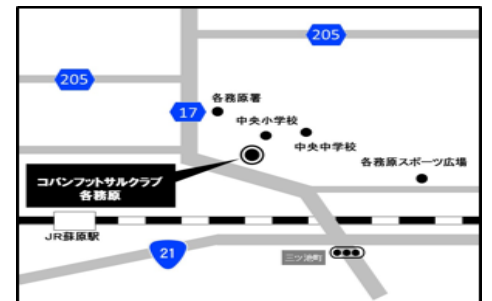 205
205
17
各務原署
中央小学校
中央中学校
各務原スポーツ広場
コパンフットサルクラブ
各務原
JR蘇原駅
21
三ツ池町